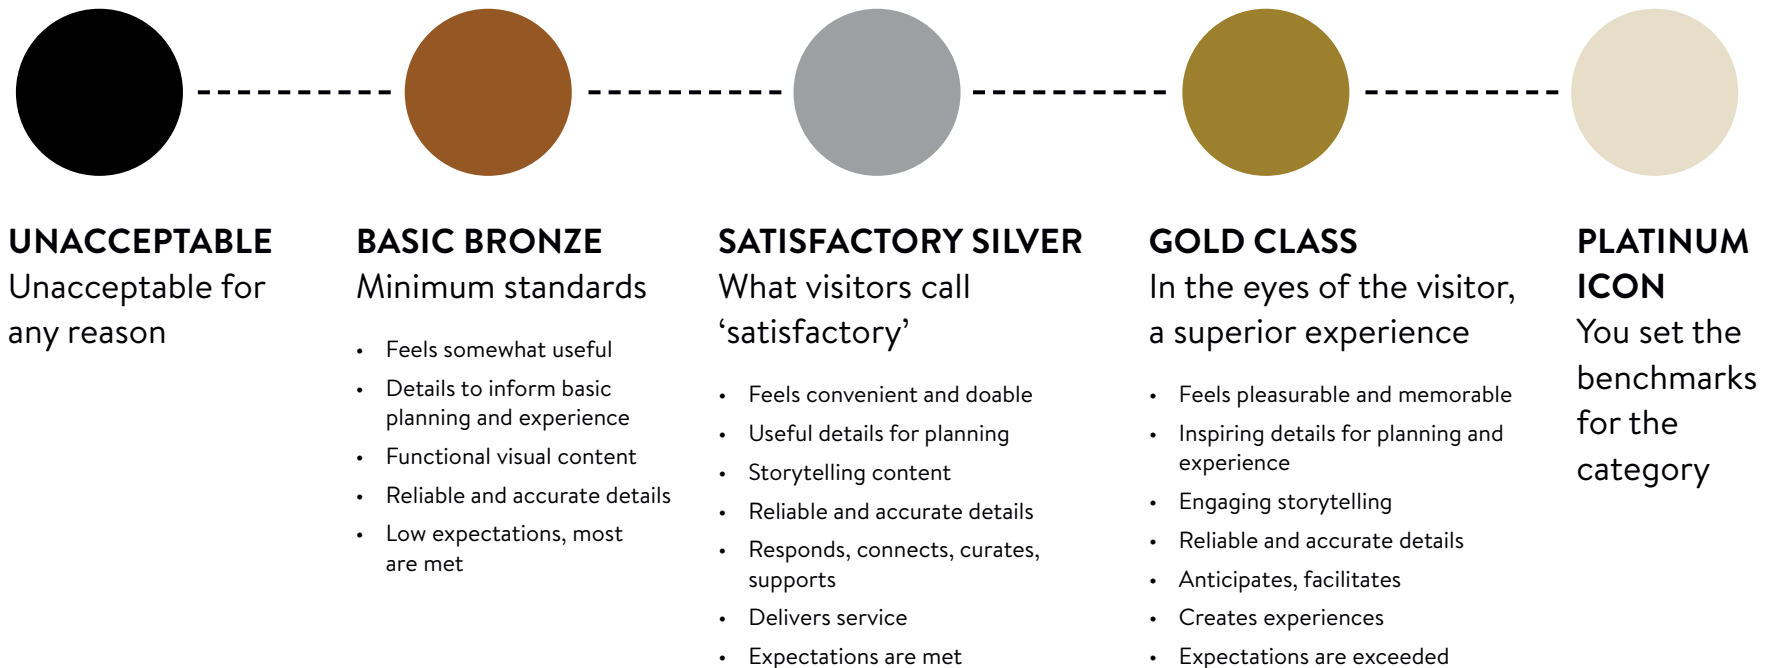 UNACCEPTABLE
Unacceptable for
any reason
BASIC BRONZE
Minimum standards
• Feels somewhat useful
• Details to inform basic
planning and experience
• Functional visual content
• Reliable and accurate details
• Low expectations, most
are met
SATISFACTORY SILVER
What visitors call
‘satisfactory’
• Feels convenient and doable
• Useful details for planning
• Storytelling content
• Reliable and accurate details
• Responds, connects, curates,
supports
• Delivers service
• Expectations are met
GOLD CLASS
In the eyes of the visitor,
a superior experience
• Feels pleasurable and memorable
• Inspiring details for planning and
experience
• Engaging storytelling
• Reliable and accurate details
• Anticipates, facilitates
• Creates experiences
• Expectations are exceeded
PLATINUM
ICON
You set the
benchmarks
for the
category